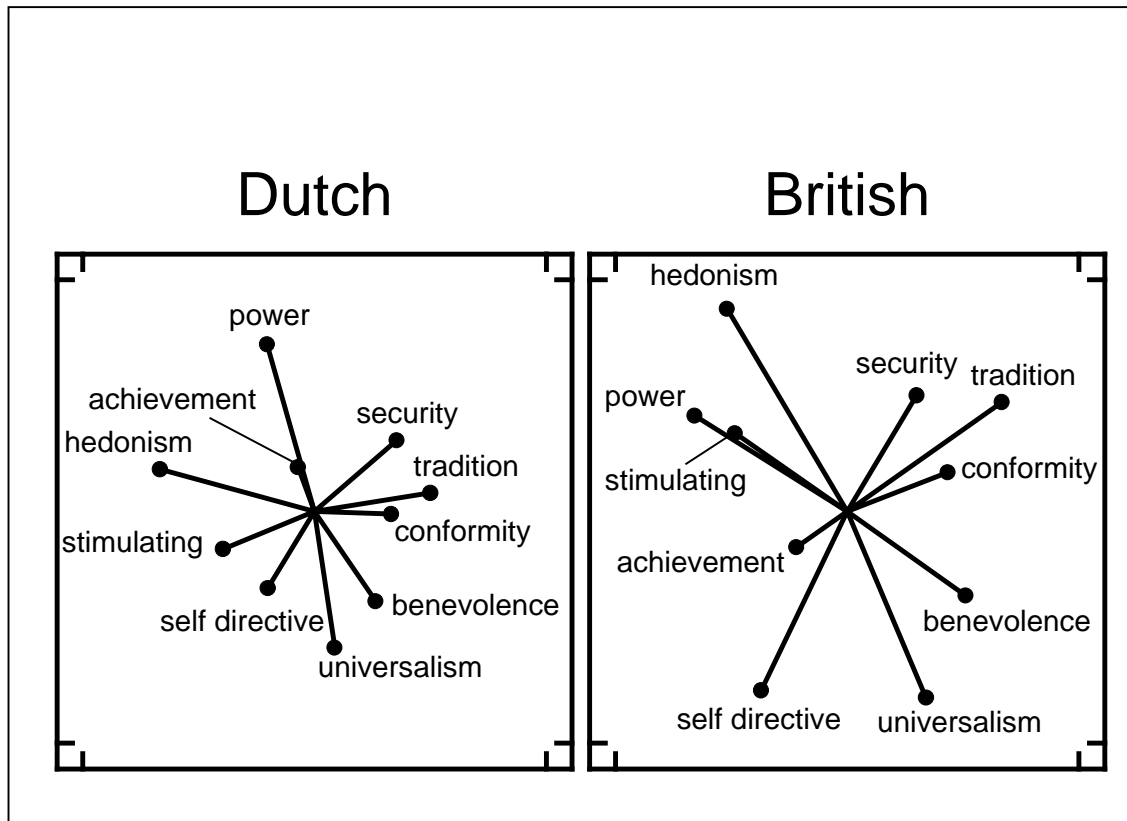 Dutch
power
achievement
hedonism
security
tradition
conformity
stimulating
self directive
benevolence
universalism
British
hedonism
security
tradition
power
stimulating
conformity
achievement
benevolence
self directive
universalism